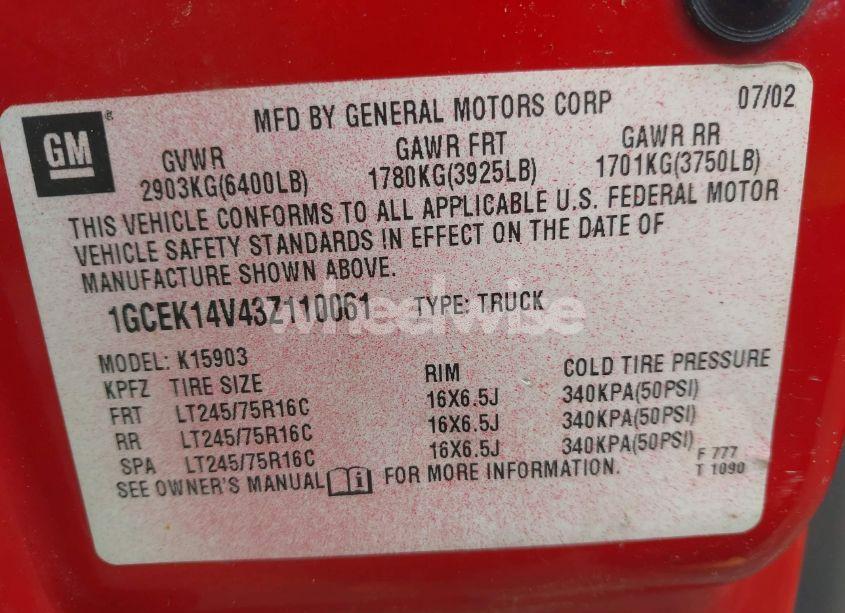 MFD BY GENERAL MOTORS CORP 07/02
GM®
GVWR GAWR FRT GAWR RR
2903KG(6400LB) 1780KG(3925LB) 1701KG(3750LB)
THIS VEHICLE CONFORMS TO ALL APPLICABLE U.S. FEDERAL MOTOR
VEHICLE SAFETY STANDARDS IN EFFECT ON THE DATE OF
MANUFACTURE SHOWN ABOVE.
1GCEK14V43Z110061 TYPE: TRUCK
wheelwise
MODEL: K15903
KPFZ TIRE SIZE RIM COLD TIRE PRESSURE
FRT LT245/75R16C 16X6.5J 340KPA(50PSI)
RR LT245/75R16C 16X6.5J 340KPA(50PSI)
SPA LT245/75R16C 16X6.5J 340KPA(50PSI)
SEE OWNER'S MANUAL FOR MORE INFORMATION.
F 777
T 1090